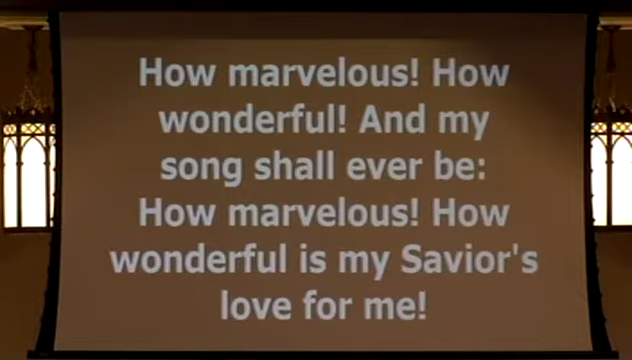 How marvelous! How
wonderful! And my
song shall ever be:
How marvelous! How
wonderful is my Savior's
love for me!